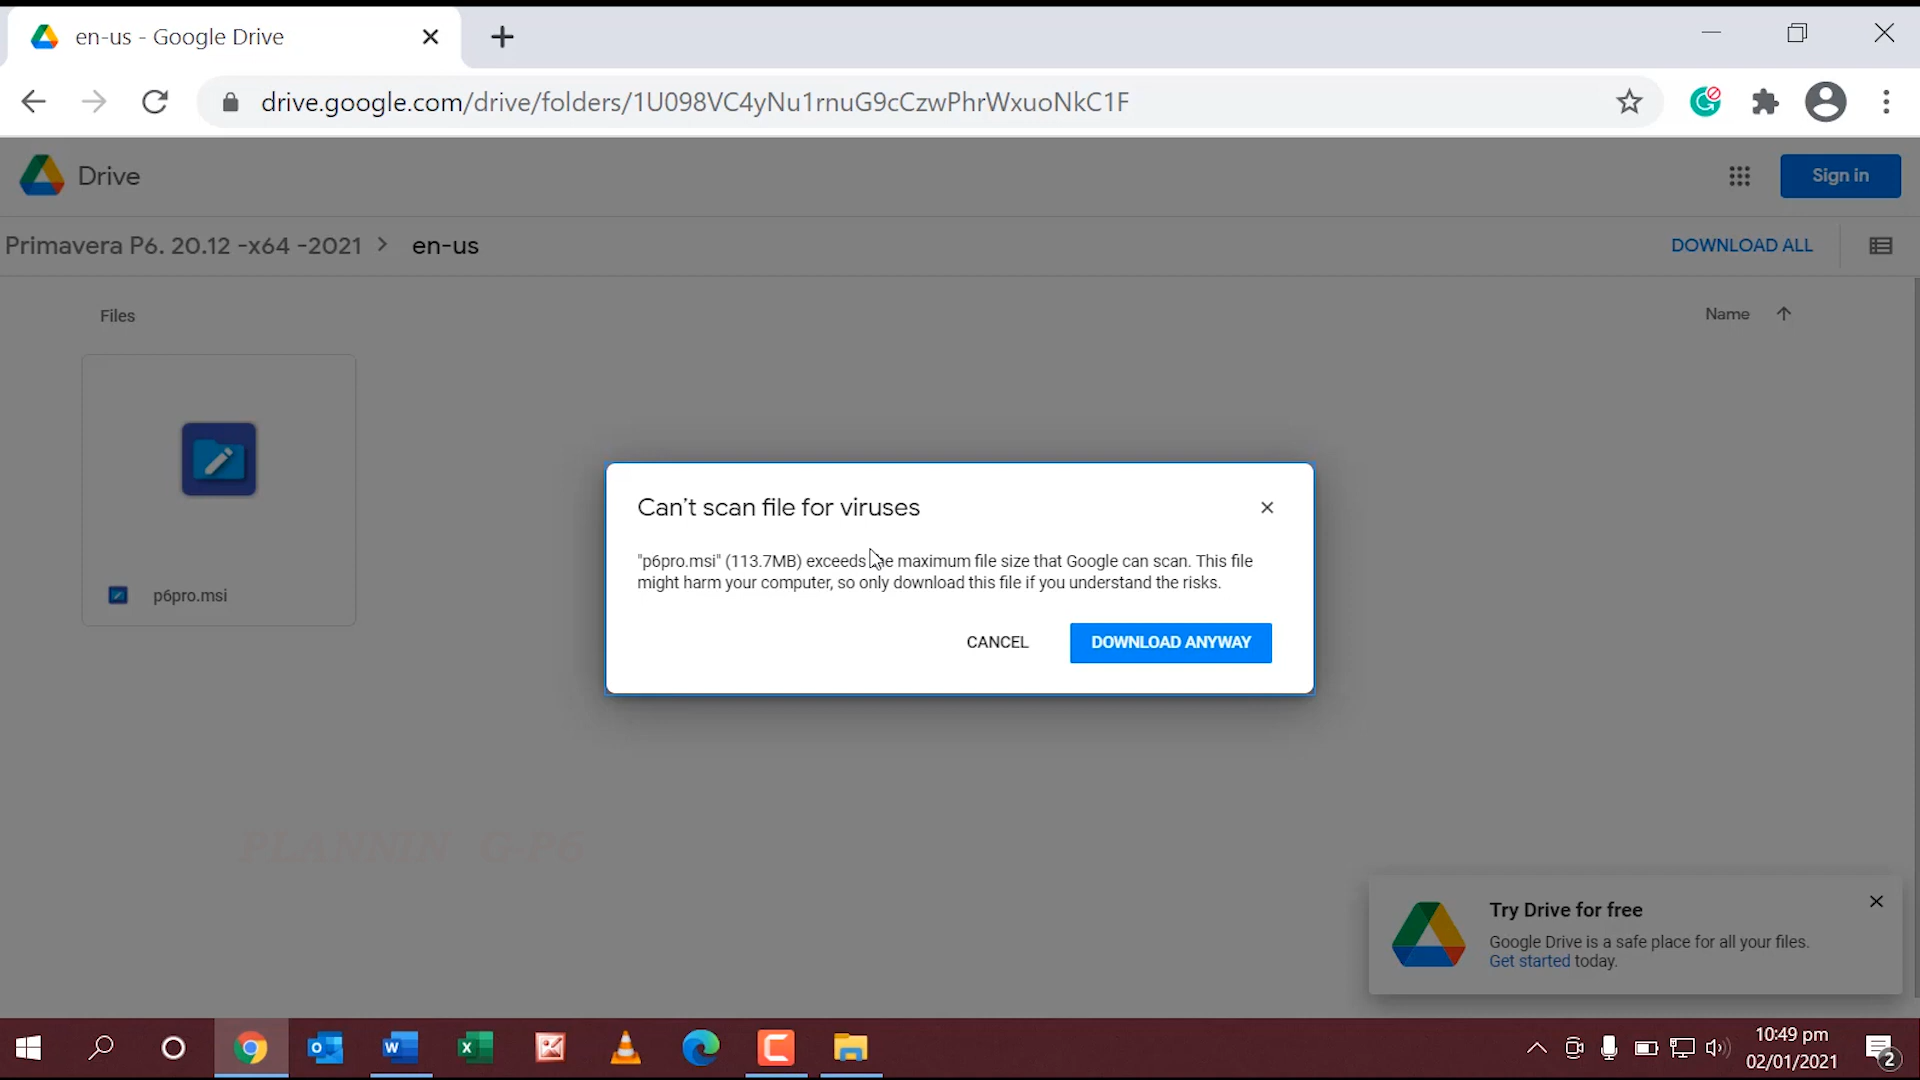 en-us - Google Drive
drive.google.com/drive/folders/1U098VC4yNu1rnuG9cCzwPhrWxuoNkC1F
Drive
Sign in
Primavera P6. 20.12 -x64 -2021 > en-us
DOWNLOAD ALL
Files
Name
p6pro.msi
Can't scan file for viruses
"p6pro.msi" (113.7MB) exceeds maximum file size that Google can scan. This file
might harm your computer, so only download this file if you understand the risks.
CANCEL
DOWNLOAD ANYWAY
PLANNIN G-P6
Try Drive for free
Google Drive is a safe place for all your files.
Get started today.
10:49 pm
02/01/2021
2